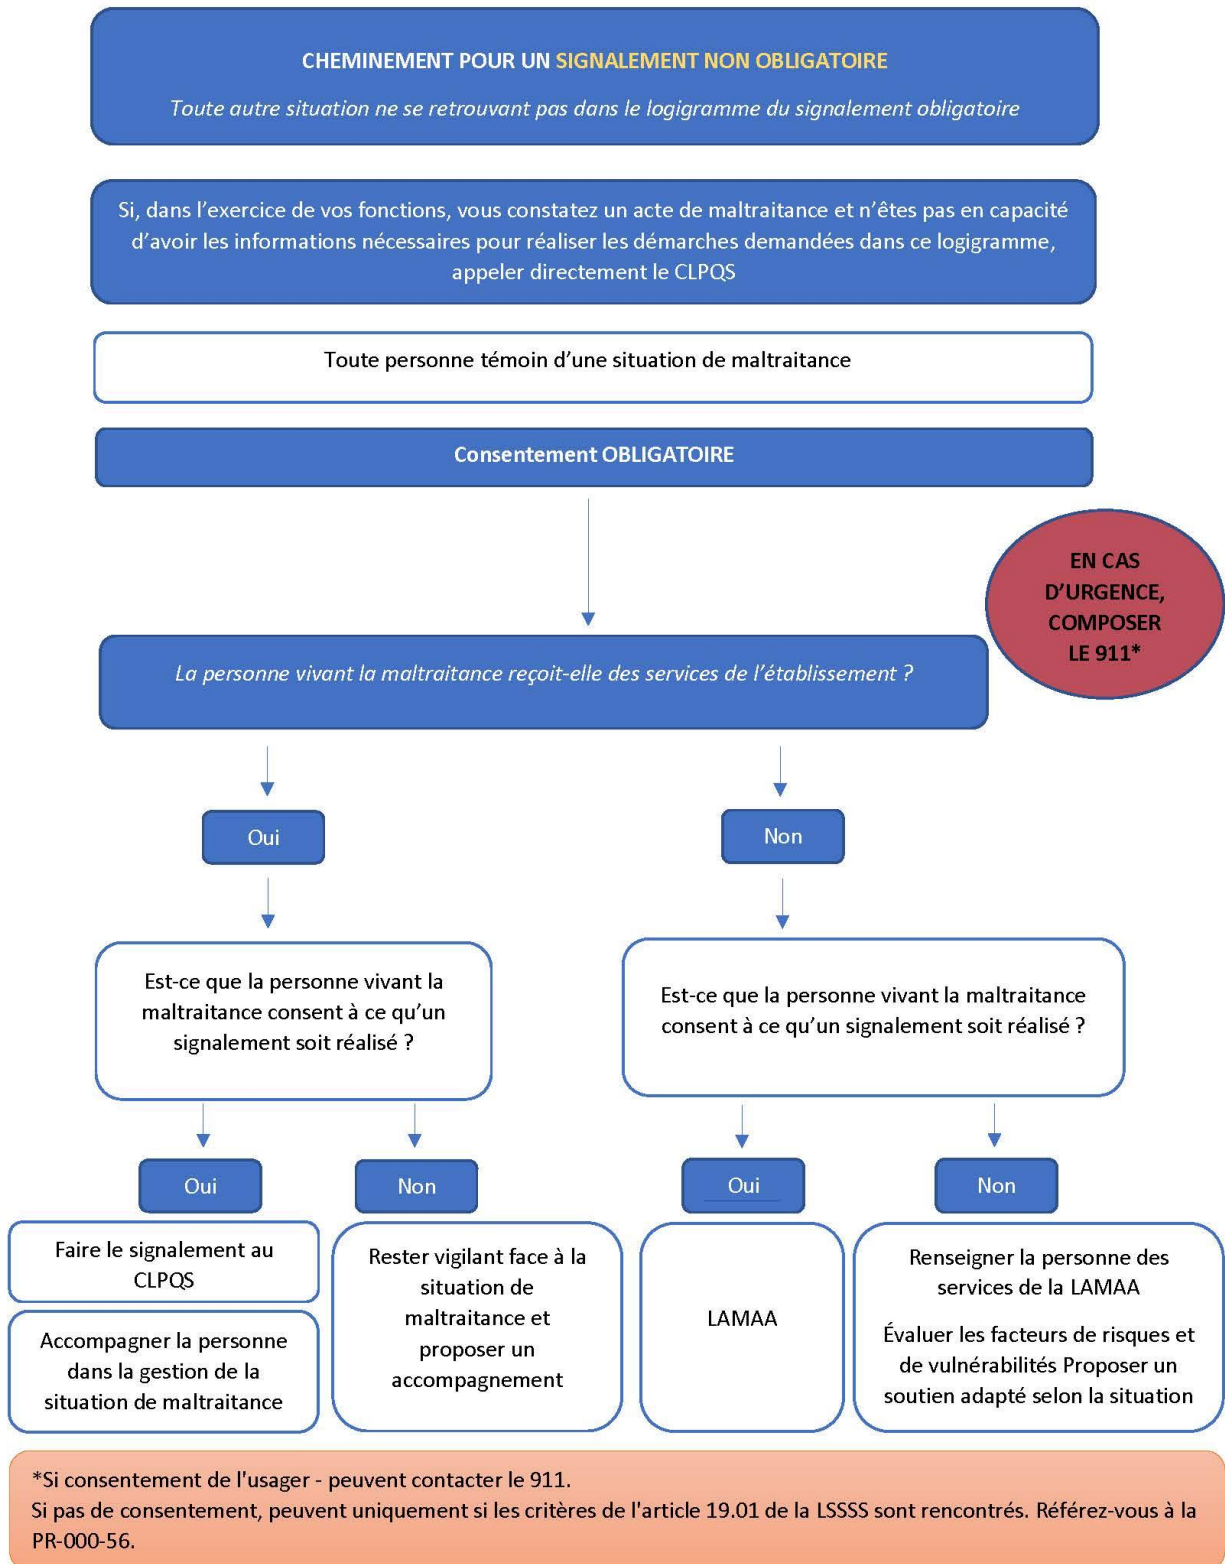 CHEMINEMENT POUR UN SIGNALEMENT NON OBLIGATOIRE
Toute autre situation ne se retrouvant pas dans le logigramme du signalement obligatoire
Si, dans l'exercice de vos fonctions, vous constatez un acte de maltraitance et n'êtes pas en capacité
d'avoir les informations nécessaires pour réaliser les démarches demandées dans ce logigramme,
appeler directement le CLPQS
Toute personne témoin d'une situation de maltraitance
Consentement OBLIGATOIRE
EN CAS
D'URGENCE,
COMPOSER
LE 911*
La personne vivant la maltraitance reçoit-elle des services de l'établissement ?
Oui
Non
Est-ce que la personne vivant la
maltraitance consent à ce qu'un
signalement soit réalisé ?
Est-ce que la personne vivant la maltraitance
consent à ce qu'un signalement soit réalisé ?
Oui
Non
Oui
Non
Faire le signalement au
CLPQS
Accompagner la personne
dans la gestion de la
situation de maltraitance
Rester vigilant face à la
situation de
maltraitance et
proposer un
accompagnement
LAMAA
Renseigner la personne des
services de la LAMAA
Évaluer les facteurs de risques et
de vulnérabilités Proposer un
soutien adapté selon la situation
*Si consentement de l'usager - peuvent contacter le 911.
Si pas de consentement, peuvent uniquement si les critères de l'article 19.01 de la LSSSS sont rencontrés. Référez-vous à la
PR-000-56.